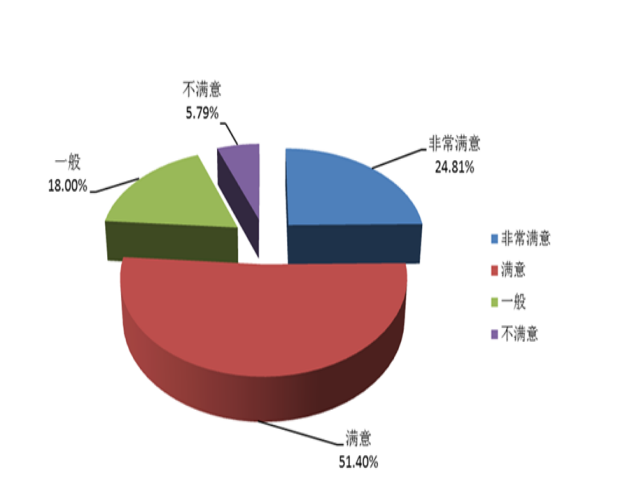 不满意
5.79%
非常满意
24.81%
一般
18.00%
非常满意
满意
一般
不满意
满意
51.40%